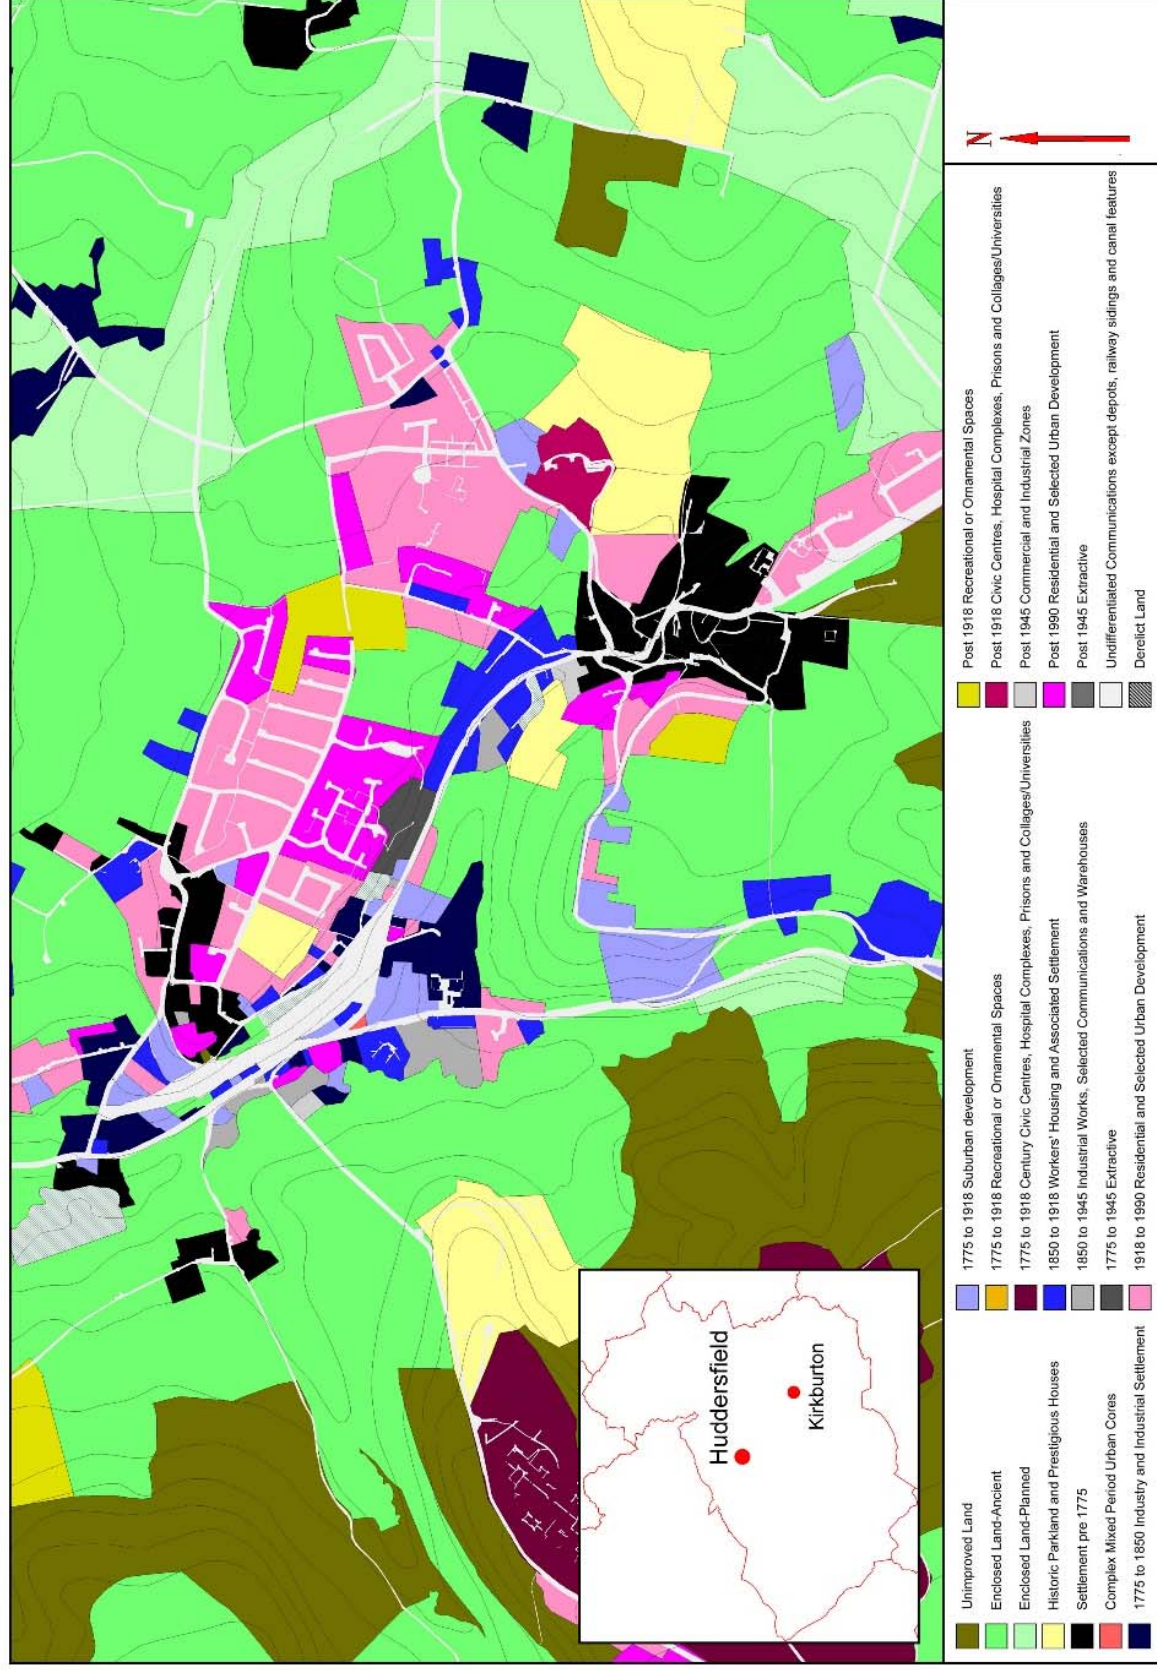 Huddersfield
Kirkburton
Unimproved Land
Enclosed Land-Ancient
Enclosed Land-Planned
Historic Parkland and Prestigious Houses
Settlement pre 1775
Complex Mixed Period Urban Cores
1775 to 1850 Industry and Industrial Settlement
1775 to 1918 Suburban development
1775 to 1918 Recreational or Ornamental Spaces
1775 to 1918 Century Civic Centres, Hospital Complexes, Prisons and Collages/Universities
1850 to 1918 Workers' Housing and Associated Settlement
1850 to 1945 Industrial Works, Selected Communications and Warehouses
1775 to 1945 Extractive
1918 to 1990 Residential and Selected Urban Development
Post 1918 Recreational or Ornamental Spaces
Post 1918 Civic Centres, Hospital Complexes, Prisons and Collages/Universities
Post 1945 Commercial and Industrial Zones
Post 1990 Residential and Selected Urban Development
Post 1945 Extractive
Undifferentiated Communications except depots, railway sidings and canal features
Derelict Land
N